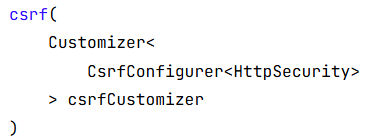 csrf(
    Customizer<
        CsrfConfigurer<HttpSecurity>
    > csrfCustomizer
)